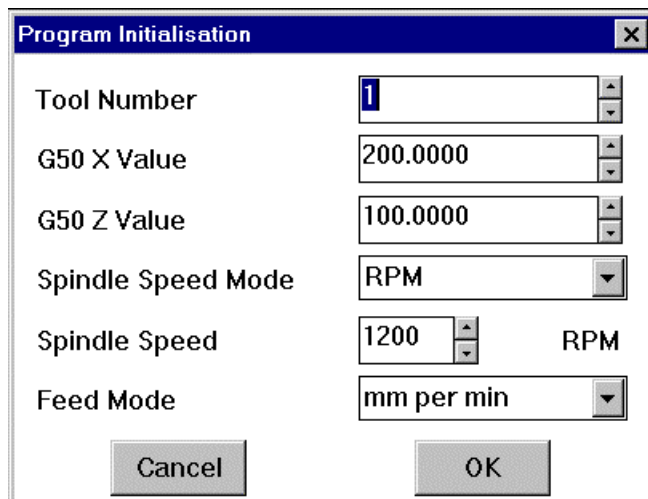 Program Initialisation
Tool Number 1
G50 X Value 200.0000
G50 Z Value 100.0000
Spindle Speed Mode RPM
Spindle Speed 1200 RPM
Feed Mode mm per min
Cancel OK